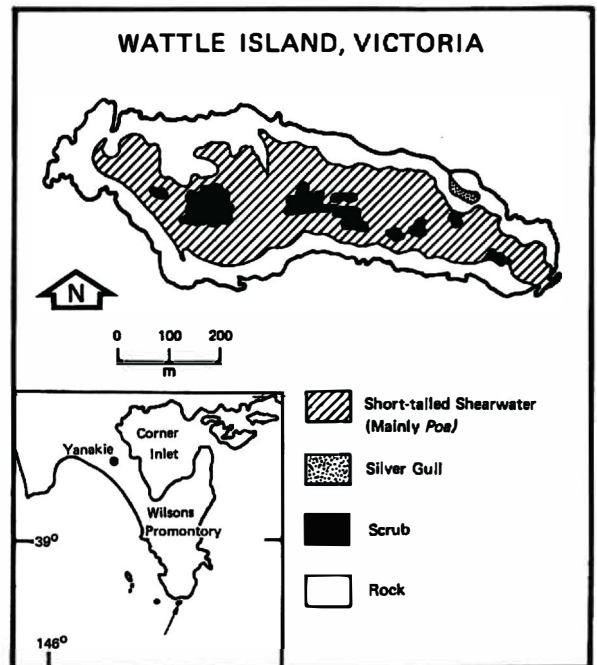 WATTLE ISLAND, VICTORIA
N
0 100 200
m
Short-tailed Shearwater
(Mainly Poa)
Silver Gull
Scrub
Rock
Corner
Inlet
Yanakie
Wilsons
Promontory
39°
146°